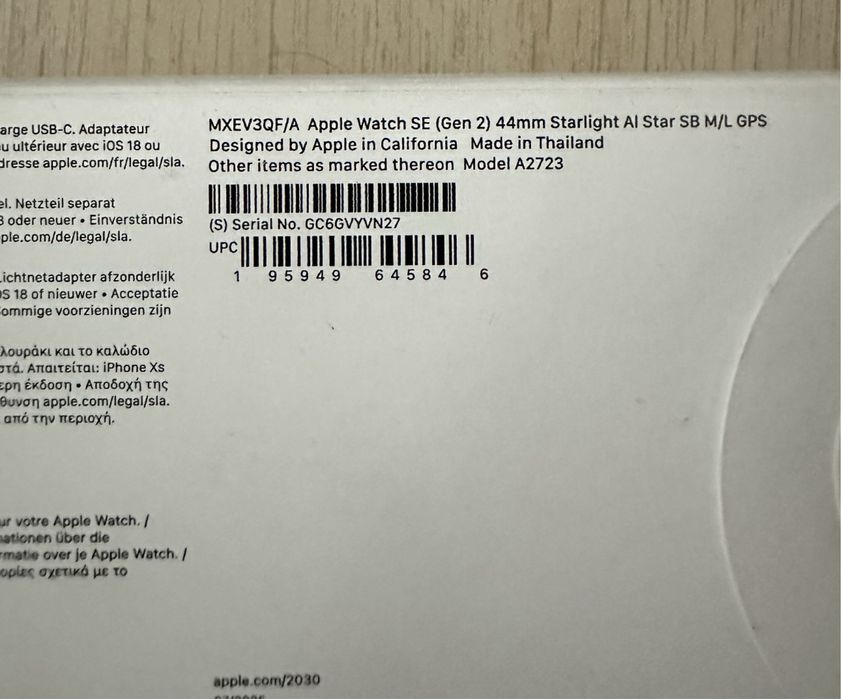 arge USB-C. Adaptateur
u ultérieur avec iOS 18 ou
dresse apple.com/fr/legal/sla.
el. Netzteil separat
8 oder neuer • Einverständnis
ple.com/de/legal/sla.
ichtnetadapter afzonderlijk
OS 18 of nieuwer • Acceptatie
ommige voorzieningen zijn
λουράκι και το καλώδιο
στά. Απαιτείται: iPhone Xs
ερη έκδοση • Αποδοχή της
θυνση apple.com/legal/sla.
από την περιοχή.
ur votre Apple Watch. /
ationen über die
rmatie over je Apple Watch. /
ορίες σχετικά με το
MXEV3QF/A Apple Watch SE (Gen 2) 44mm Starlight Al Star SB M/L GPS
Designed by Apple in California Made in Thailand
Other items as marked thereon Model A2723
(S) Serial No. GC6GVYVN27
UPC
1 95949 64584 6
apple.com/2030